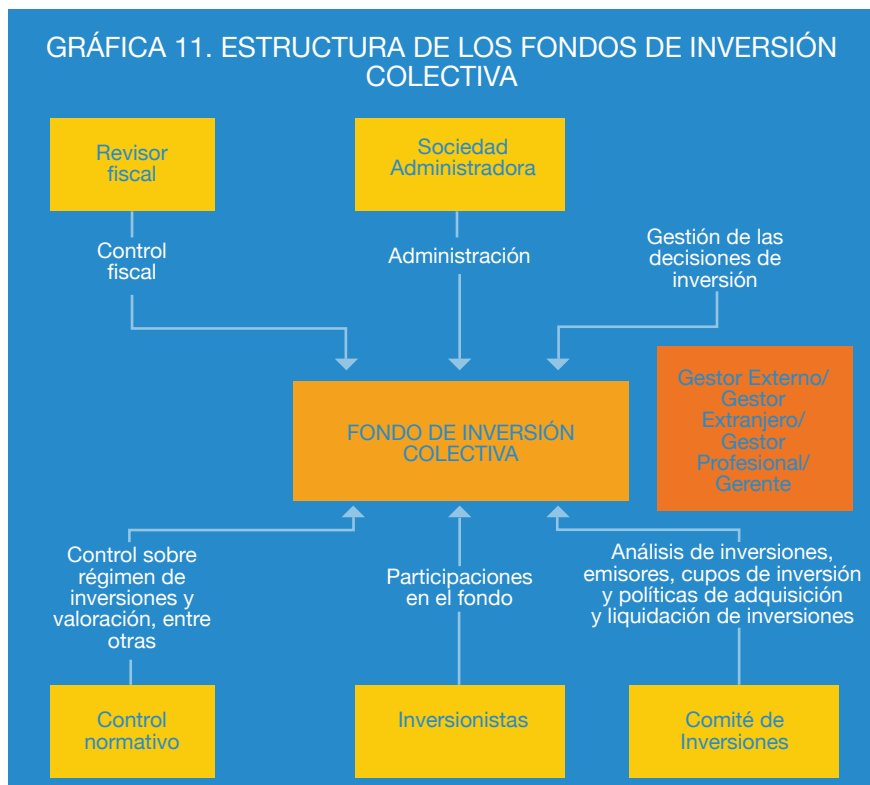 GRÁFICA 11. ESTRUCTURA DE LOS FONDOS DE INVERSIÓN
COLECTIVA
Revisor
fiscal
Sociedad
Administradora
Control
fiscal
Administración
Gestión de las
decisiones de
inversión
FONDO DE INVERSIÓN
COLECTIVA
Gestor Externo/
Gestor
Extranjero/
Gestor
Profesional/
Gerente
Control sobre
régimen de
inversiones y
valoración, entre
otras
Participaciones
en el fondo
Análisis de inversiones,
emisores, cupos de inversión
y políticas de adquisición
y liquidación de inversiones
Control
normativo
Inversionistas
Comité de
Inversiones